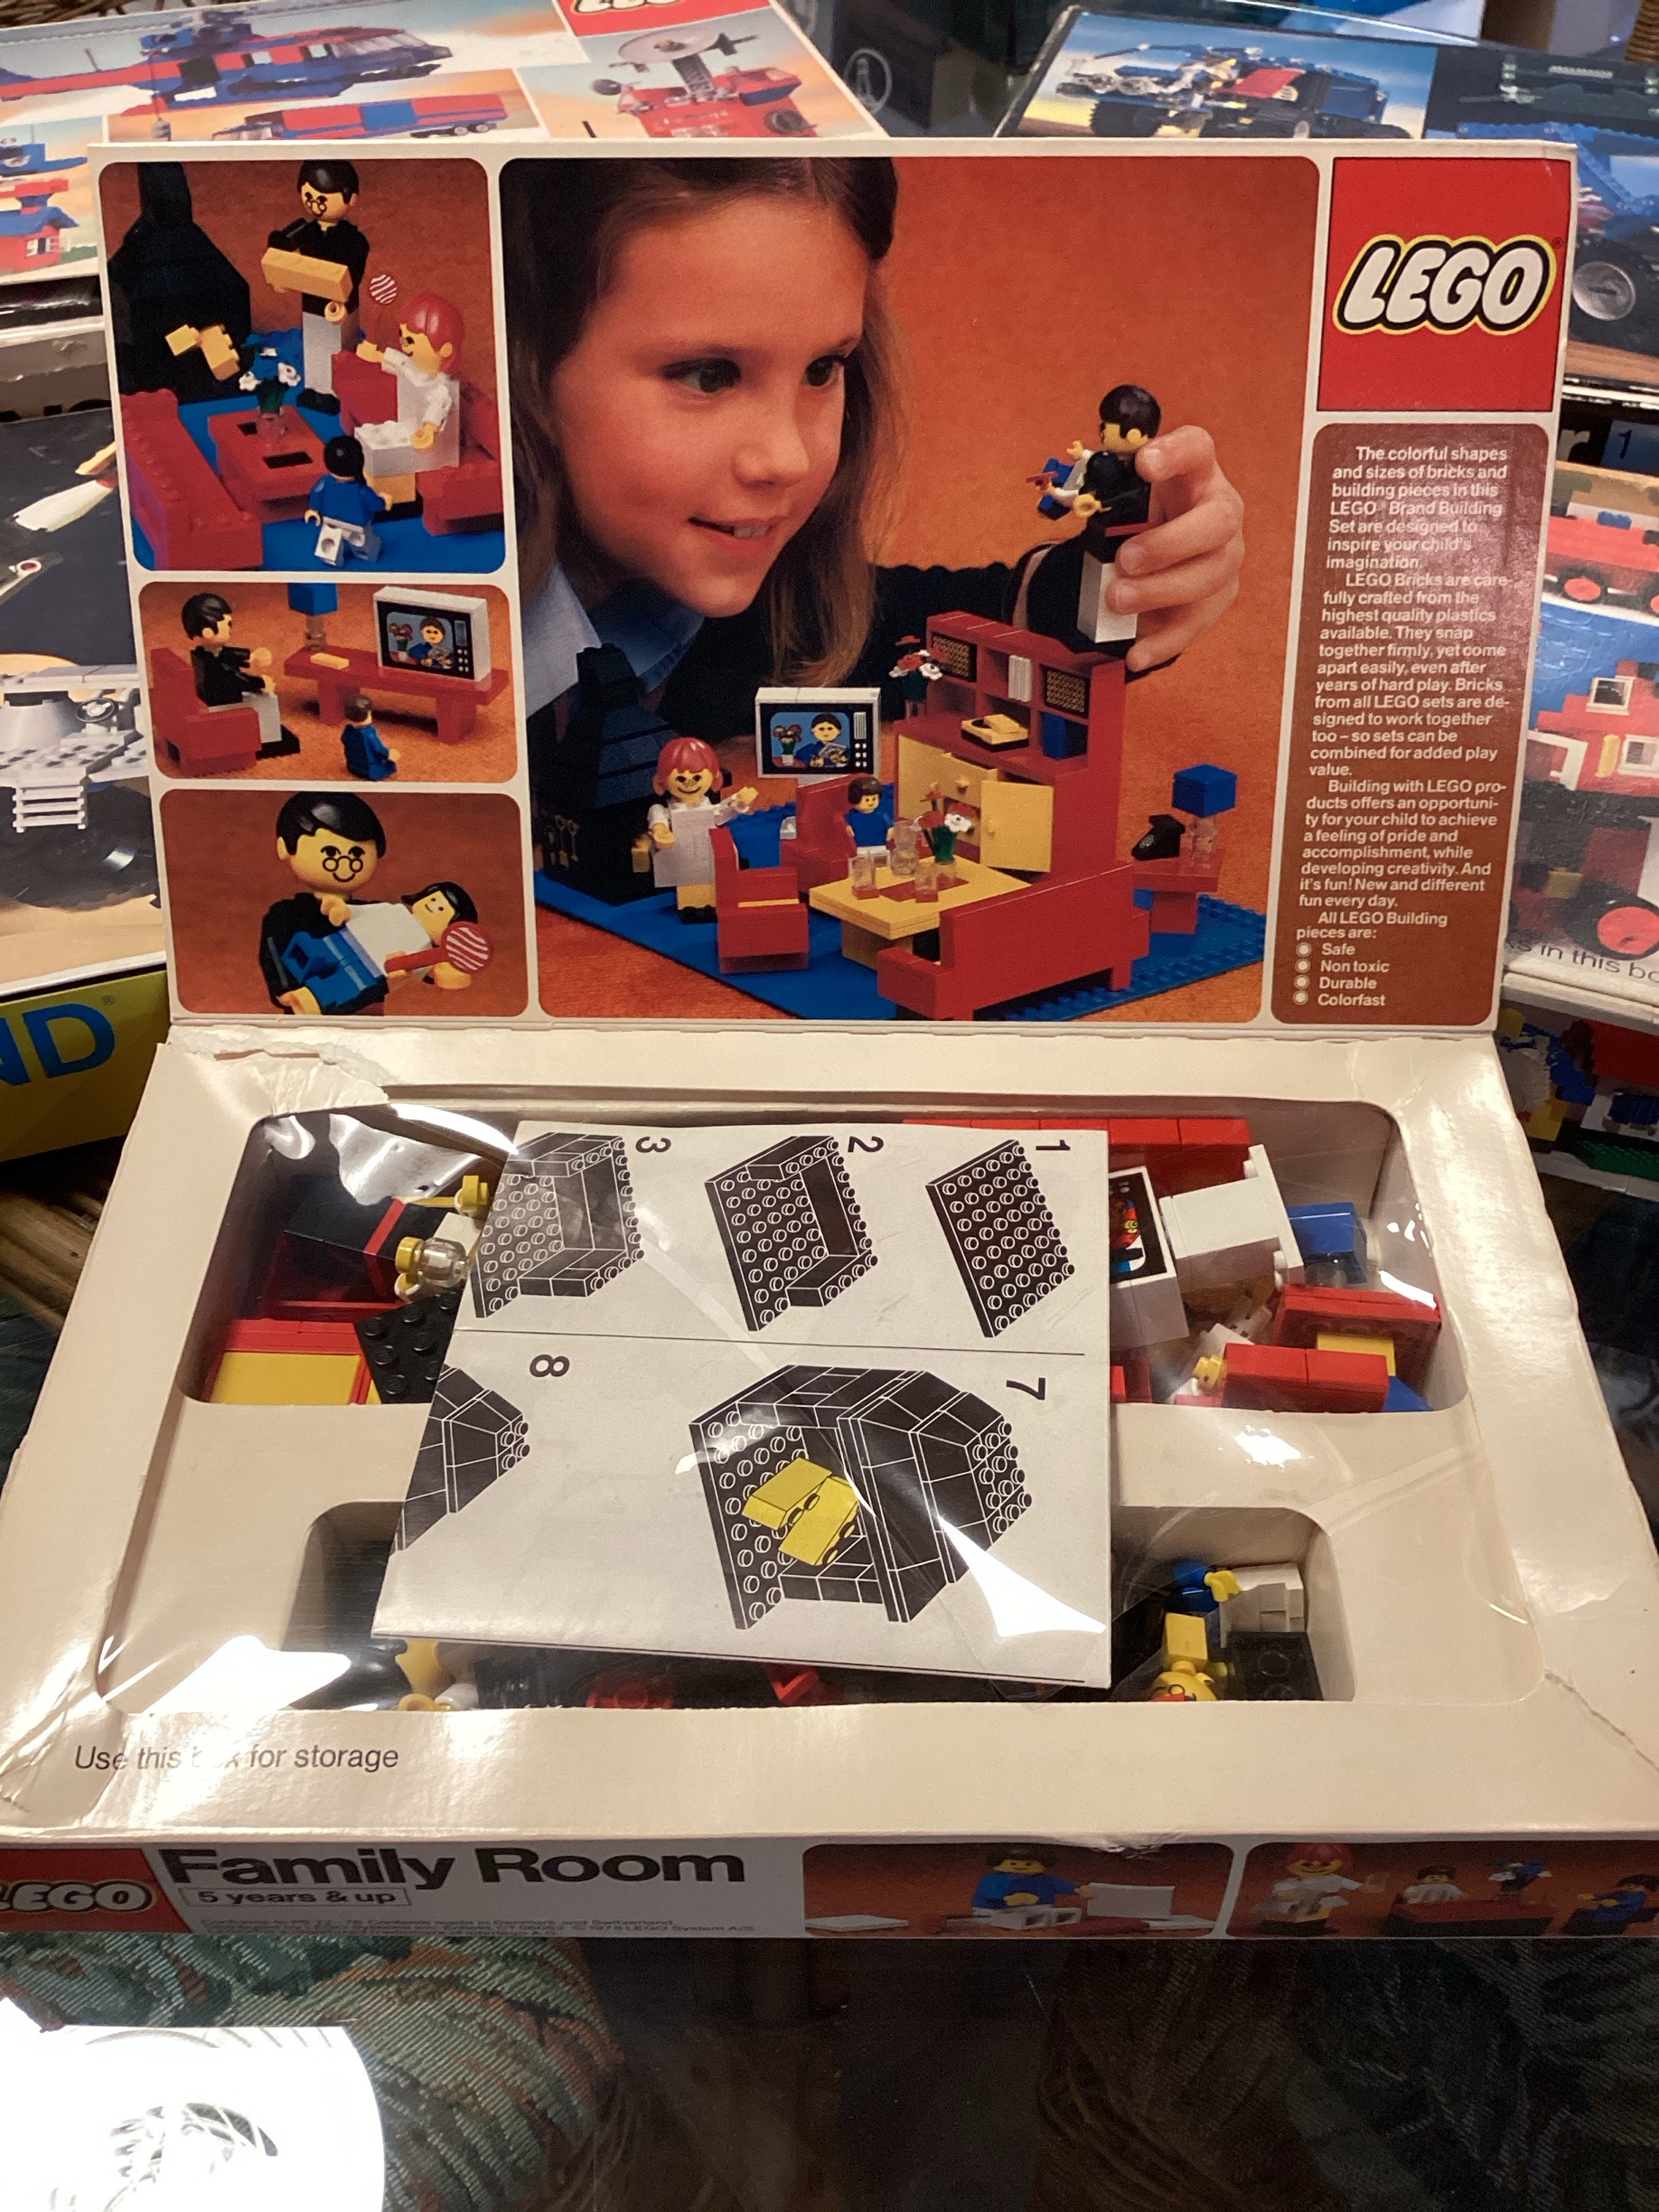 LEGO
LEGO®
The colorful shapes
and sizes of bricks and
building pieces in this
LEGO® Brand Building
Set are designed to
inspire your child's
imagination.
LEGO Bricks are care-
fully crafted from the
highest quality plastics
available. They snap
together firmly, yet come
apart easily, even after
years of hard play. Bricks
from all LEGO sets are de-
signed to work together
too – so sets can be
combined for added play
value.
Building with LEGO pro-
ducts offers an opportuni-
ty for your child to achieve
a feeling of pride and
accomplishment, while
developing creativity. And
it's fun! New and different
fun every day.
All LEGO Building
pieces are:
Safe
Non toxic
Durable
Colorfast
1
in this
ND®
3
2
1
8
7
Use this for storage
LEGO
Family Room
5 years & up